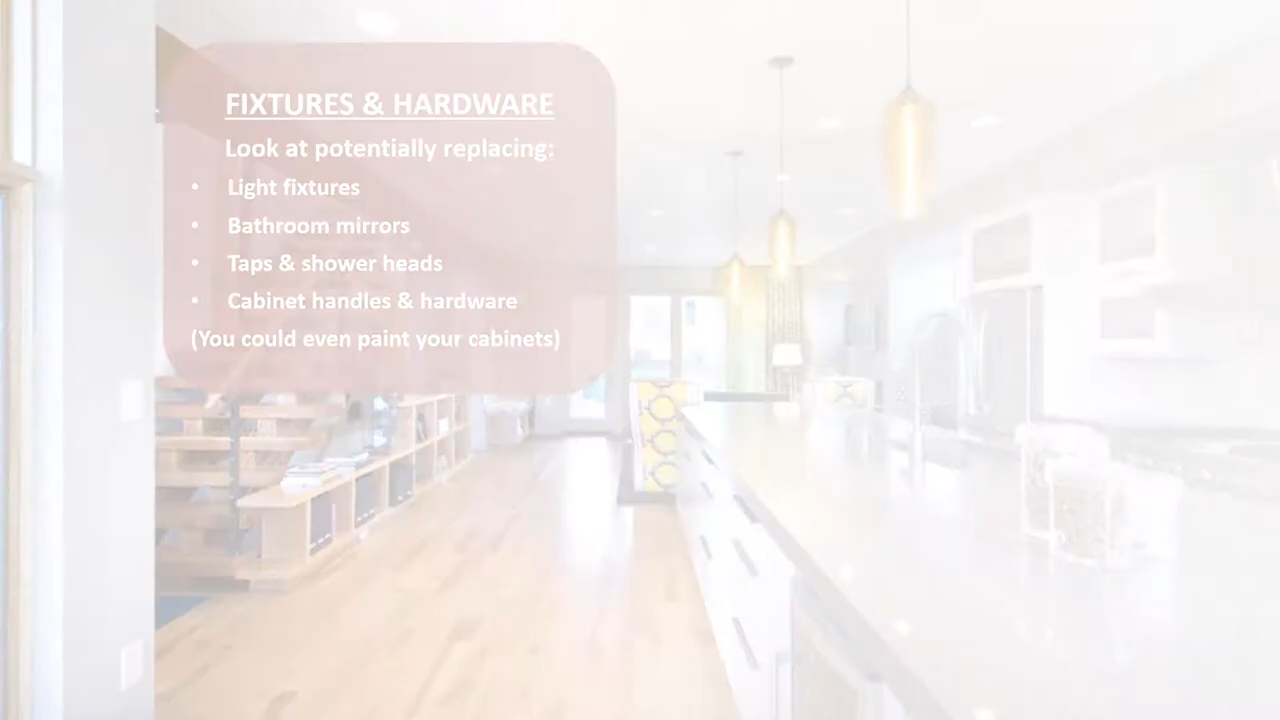 FIXTURES & HARDWARE
Look at potentially replacing:
• Light fixtures
• Bathroom mirrors
• Taps & shower heads
• Cabinet handles & hardware
(You could even paint your cabinets)